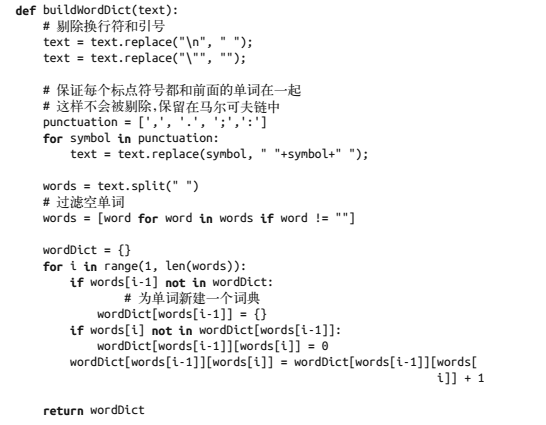 def buildWordDict(text):
    # 剔除换行符和引号
    text = text.replace("\n", " ");
    text = text.replace("\"", "");

    # 保证每个标点符号都和前面的单词在一起
    # 这样不会被剔除,保留在马尔可夫链中
    punctuation = [',', '.', ';',':']
    for symbol in punctuation:
        text = text.replace(symbol, " "+symbol+" ");

    words = text.split(" ")
    # 过滤空单词
    words = [word for word in words if word != ""]

    wordDict = {}
    for i in range(1, len(words)):
        if words[i-1] not in wordDict:
                # 为单词新建一个词典
            wordDict[words[i-1]] = {}
        if words[i] not in wordDict[words[i-1]]:
            wordDict[words[i-1]][words[i]] = 0
        wordDict[words[i-1]][words[i]] = wordDict[words[i-1]][words[
                                                              i]] + 1

    return wordDict